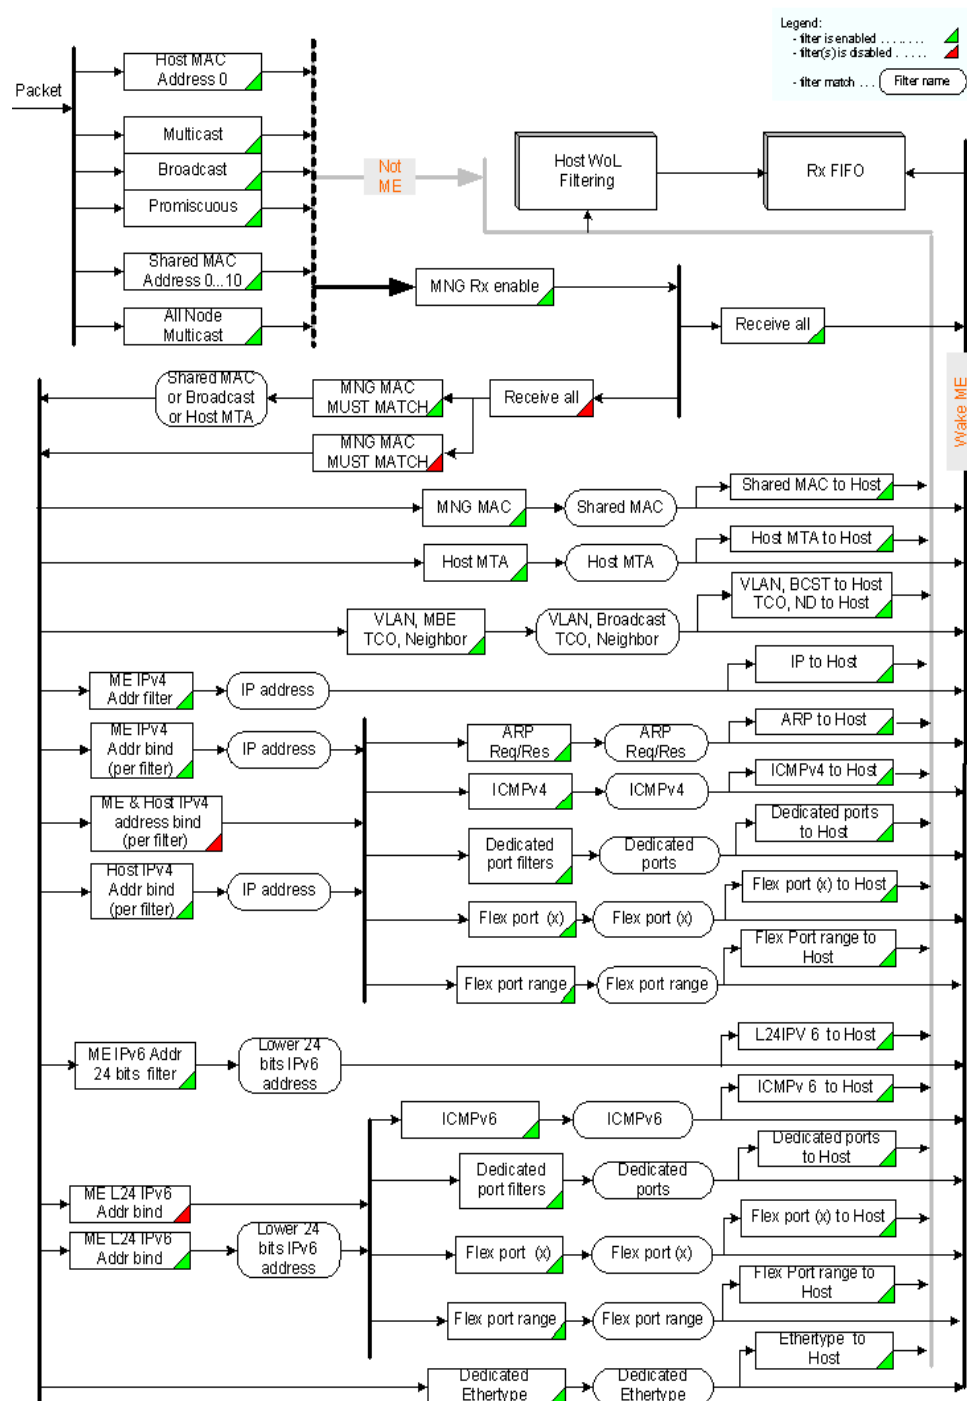 Legend:
- filter is enabled . . . . . . . .
- filter(s) is disabled . . . . . .
- filter match . . . Filter name
Packet
Host MAC
Address 0
Multicast
Broadcast
Promiscuous
Shared MAC
Address 0...10
All Node
Multicast
Not
ME
Host WoL
Filtering
Rx FIFO
MNG Rx enable
Receive all
Wake ME
Shared MAC
or Broadcast
or Host MTA
MNG MAC
MUST MATCH
Receive all
MNG MAC
MUST MATCH
MNG MAC
Shared MAC
Shared MAC to Host
Host MTA
Host MTA
Host MTA to Host
VLAN, MBE
TCO, Neighbor
VLAN, Broadcast
TCO, Neighbor
VLAN, BCST to Host
TCO, ND to Host
ME IPv4
Addr filter
IP address
IP to Host
ME IPv4
Addr bind
(per filter)
IP address
ARP
Req/Res
ARP
Req/Res
ARP to Host
ME & Host IPv4
address bind
(per filter)
ICMPv4
ICMPv4
ICMPv4 to Host
Host IPv4
Addr bind
(per filter)
IP address
Dedicated
port filters
Dedicated
ports
Dedicated ports
to Host
Flex port (x)
Flex port (x)
Flex port (x) to Host
Flex port range
Flex port range
Flex Port range to
Host
ME IPv6 Addr
24 bits filter
Lower 24
bits IPv6
address
L24IPV 6 to Host
ICMPv6
ICMPv6
ICMPv 6 to Host
ME L24 IPv6
Addr bind
Dedicated
port filters
Dedicated
ports
Dedicated ports
to Host
ME L24 IPv6
Addr bind
Lower 24
bits IPv6
address
Flex port (x)
Flex port (x)
Flex port (x) to Host
Flex port range
Flex port range
Flex Port range to
Host
Dedicated
Ethertype
Dedicated
Ethertype
Ethertype to
Host